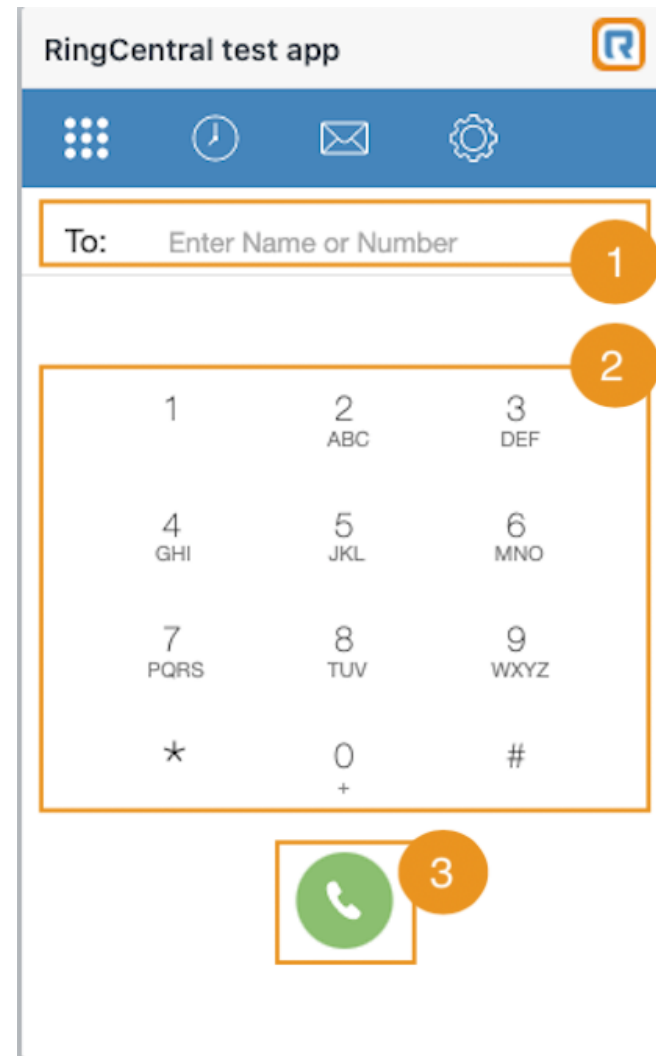 RingCentral test app R
To: Enter Name or Number 1
2
1 2 3
ABC DEF
4 5 6
GHI JKL MNO
7 8 9
PQRS TUV WXYZ
* 0 #
+
3